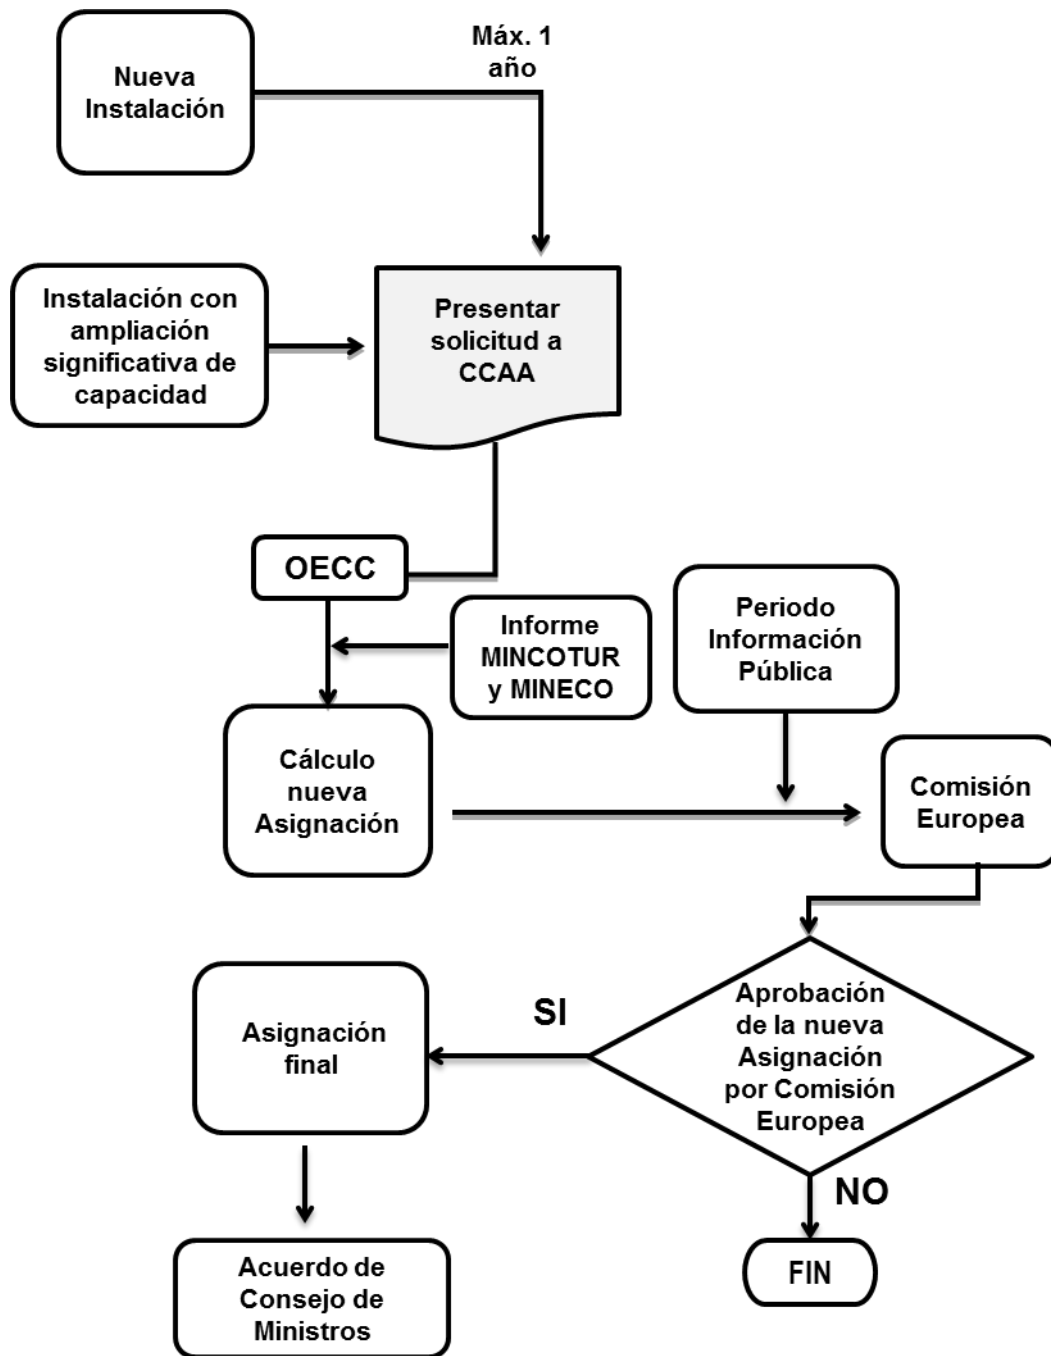 Máx. 1
año
Nueva
Instalación
Instalación con
ampliación
significativa de
capacidad
Presentar
solicitud a
CCAA
OECC
Informe
MINCOTUR
y MINECO
Periodo
Información
Pública
Cálculo
nueva
Asignación
Comisión
Europea
Aprobación
de la nueva
Asignación
por Comisión
Europea
SI
Asignación
final
NO
FIN
Acuerdo de
Consejo de
Ministros